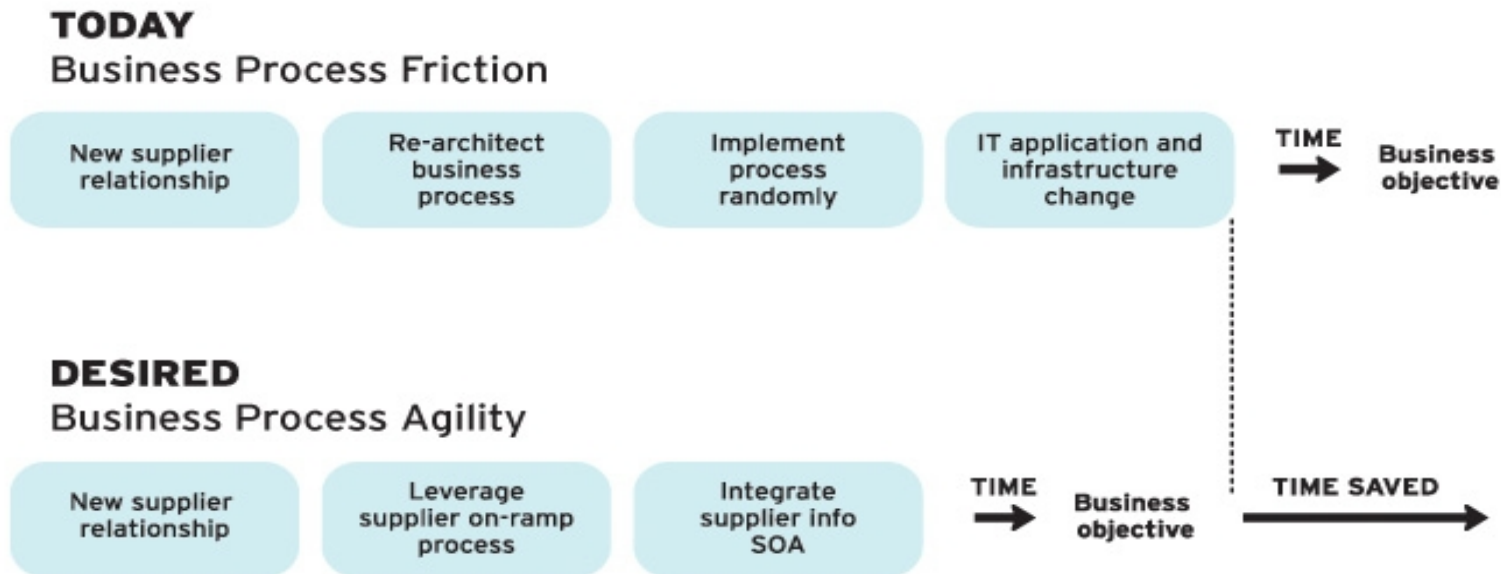 TODAY
Business Process Friction
New supplier
relationship
Re-architect
business
process
Implement
process
randomly
IT application and
infrastructure
change
TIME
Business
objective
DESIRED
Business Process Agility
New supplier
relationship
Leverage
supplier on-ramp
process
Integrate
supplier info
SOA
TIME
Business
objective
TIME SAVED